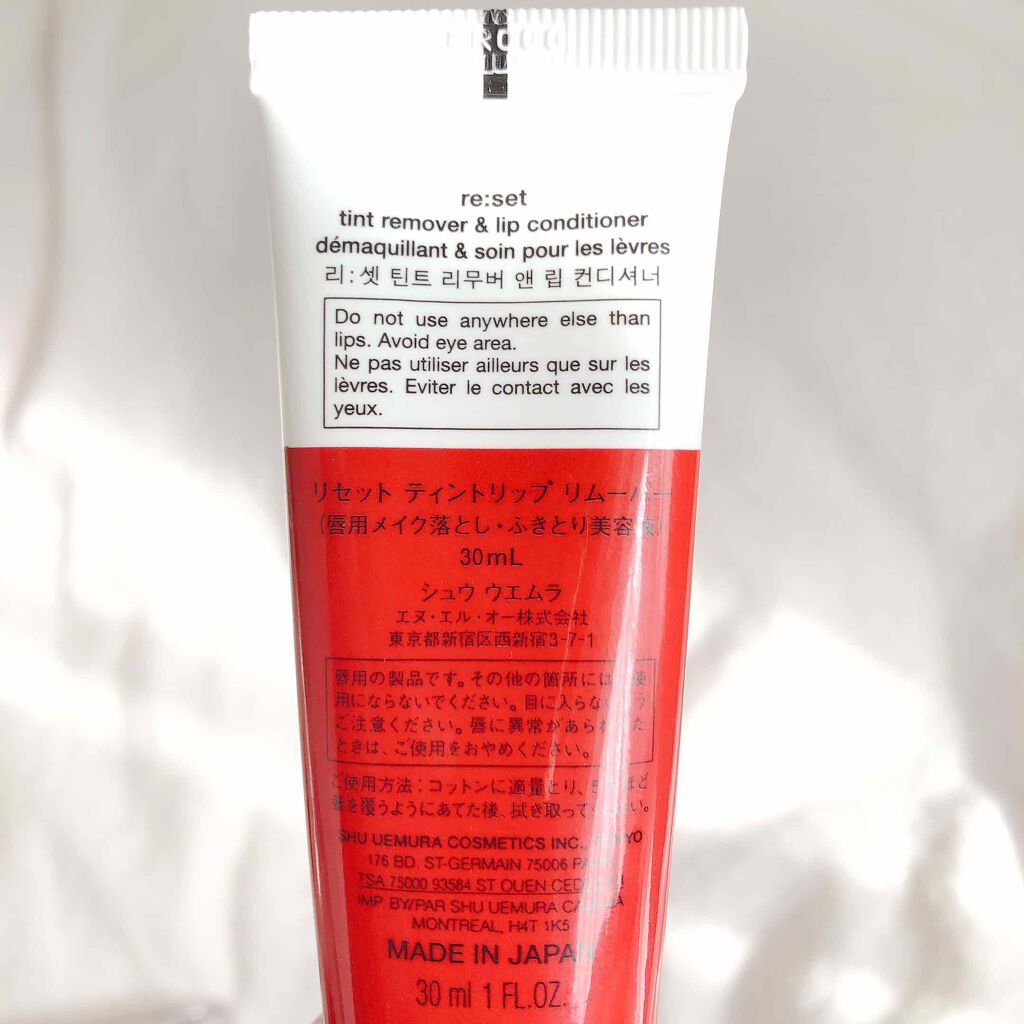 re:set
tint remover & lip conditioner
démaquillant & soin pour les lèvres
리:셋 틴트 리무버 앤 립 컨디셔너
Do not use anywhere else than
lips. Avoid eye area.
Ne pas utiliser ailleurs que sur les
lèvres. Eviter le contact avec les
yeux.
リセット ティントリップ リムーバー
(唇用メイク落とし・ふきとり美容液)
30mL
シュウ ウエムラ
エヌ・エル・オー株式会社
東京都新宿区西新宿3-7-1
唇用の製品です。その他の箇所には使
用にならないでください。目に入らない
ご注意ください。唇に異常があられた
ときは、ご使用をおやめください。
ご使用方法:コットンに適量とり、ほど
唇を覆うようにあてた後、拭き取ってください。
SHU UEMURA COSMETICS INC.,
176 BD. ST-GERMAIN 75006
TSA 75000 93584 ST OUEN
IMP. BY/PAR SHU UEMURA
MONTREAL, H4T 1K5
MADE IN JAPAN
30 ml 1 FL.OZ.